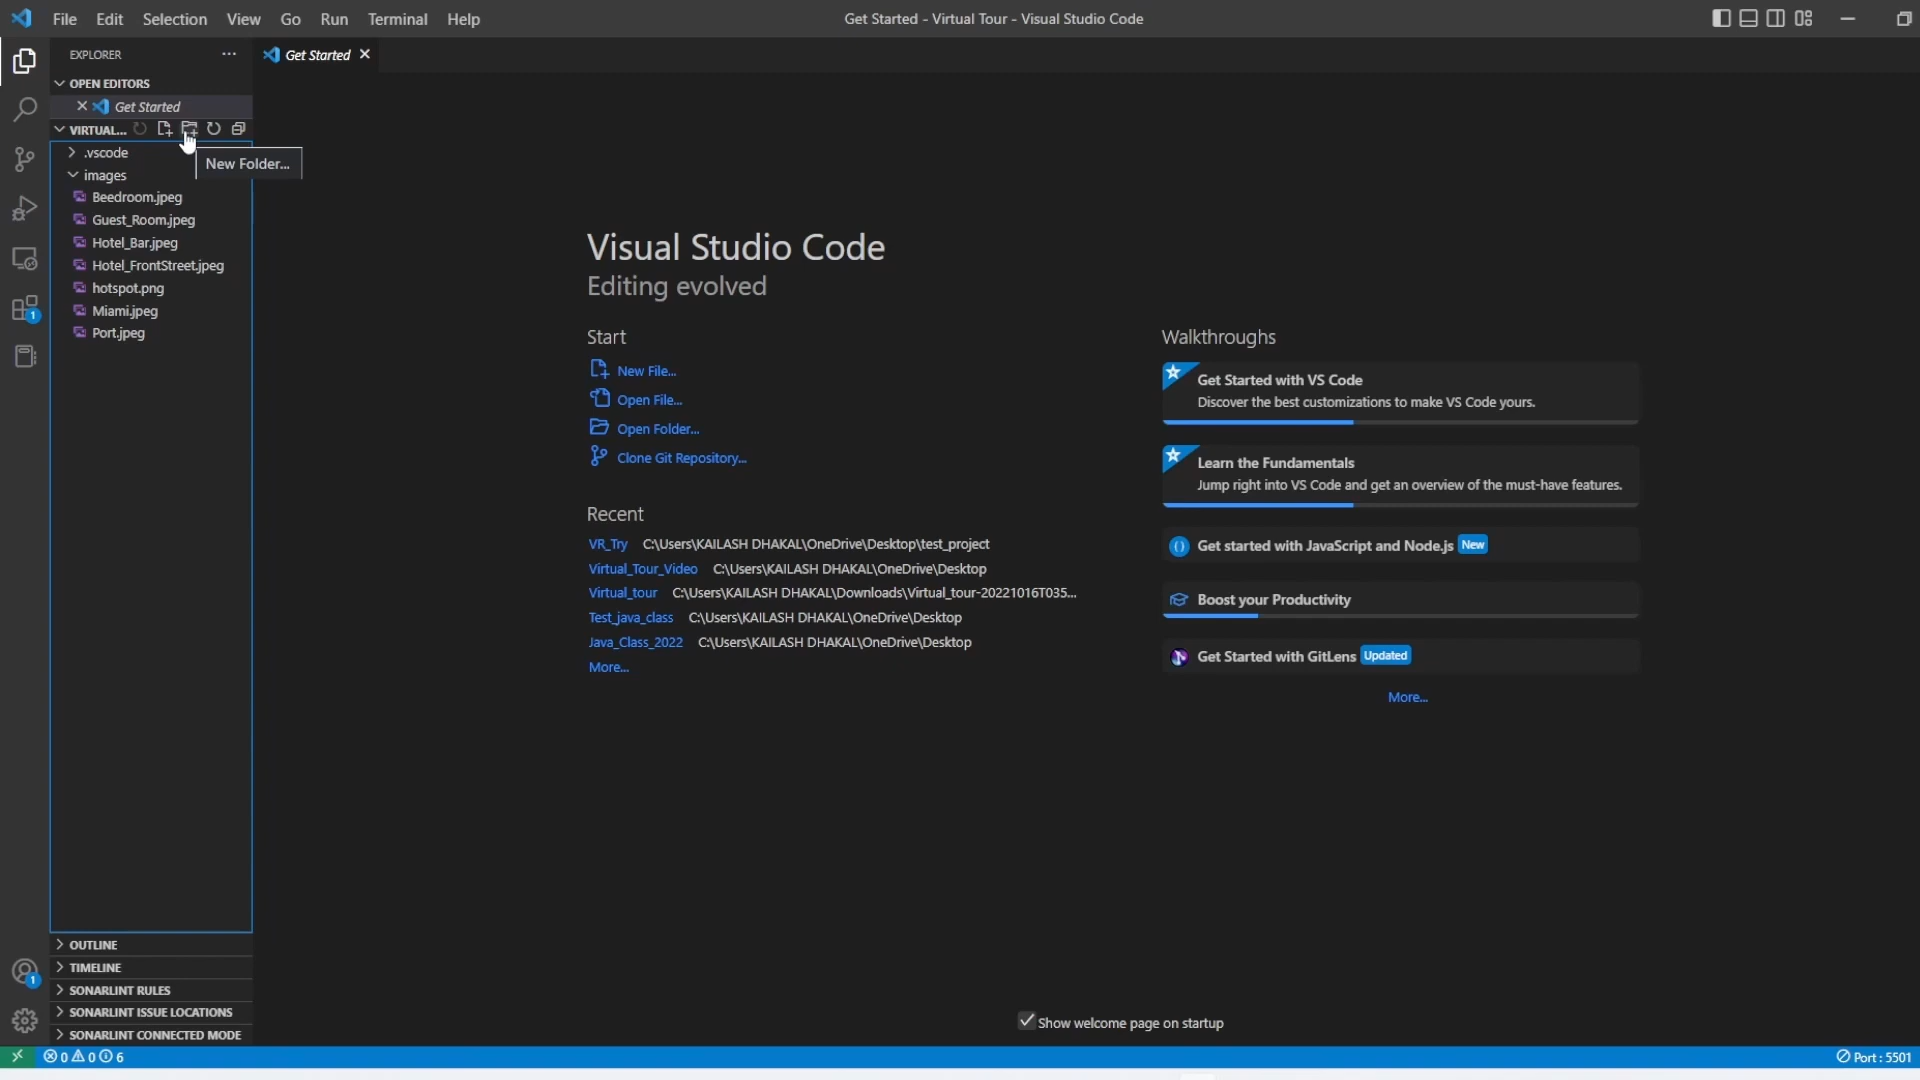 File Edit Selection View Go Run Terminal Help
Get Started - Virtual Tour - Visual Studio Code
EXPLORER
Get Started
OPEN EDITORS
Get Started
VIRTUAL...
New Folder...
.vscode
images
Beedroom.jpeg
Guest_Room.jpeg
Hotel_Bar.jpeg
Hotel_FrontStreet.jpeg
hotspot.png
Miami.jpeg
Port.jpeg
1
Visual Studio Code
Editing evolved
Start
New File...
Open File...
Open Folder...
Clone Git Repository...
Recent
VR_Try C:\Users\KAILASH DHAKAL\OneDrive\Desktop\test_project
Virtual_Tour_Video C:\Users\KAILASH DHAKAL\OneDrive\Desktop
Virtual_tour C:\Users\KAILASH DHAKAL\Downloads\Virtual_tour-20221016T035...
Test_java_class C:\Users\KAILASH DHAKAL\OneDrive\Desktop
Java_Class_2022 C:\Users\KAILASH DHAKAL\OneDrive\Desktop
More...
Walkthroughs
Get Started with VS Code
Discover the best customizations to make VS Code yours.
Learn the Fundamentals
Jump right into VS Code and get an overview of the must-have features.
Get started with JavaScript and Node.js New
Boost your Productivity
Get Started with GitLens Updated
More...
OUTLINE
TIMELINE
SONARLINT RULES
SONARLINT ISSUE LOCATIONS
SONARLINT CONNECTED MODE
1
Show welcome page on startup
0 0 6
Port : 5501